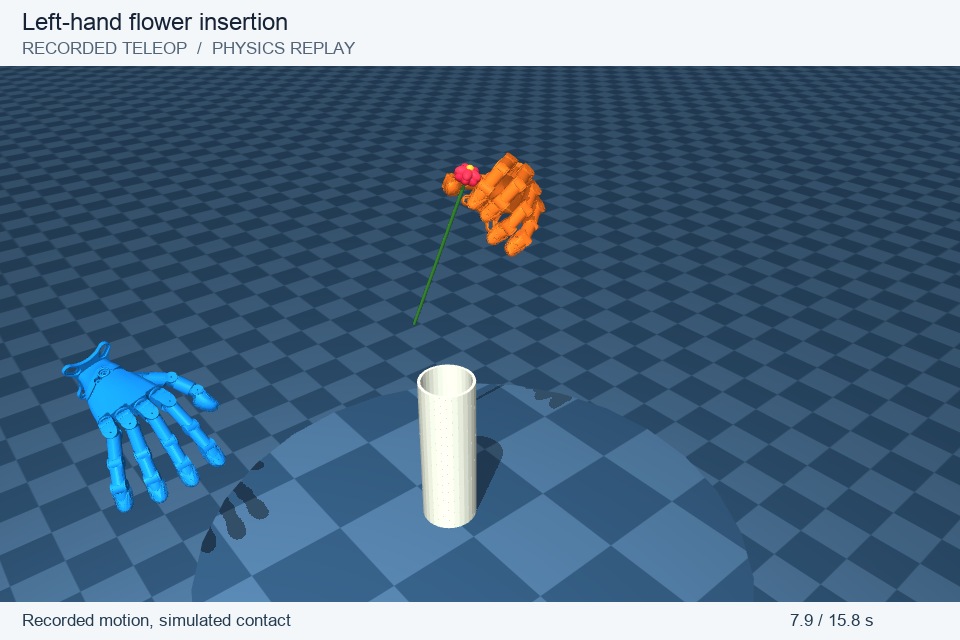 Left-hand flower insertion
RECORDED TELEOP / PHYSICS REPLAY
Recorded motion, simulated contact
7.9 / 15.8 s